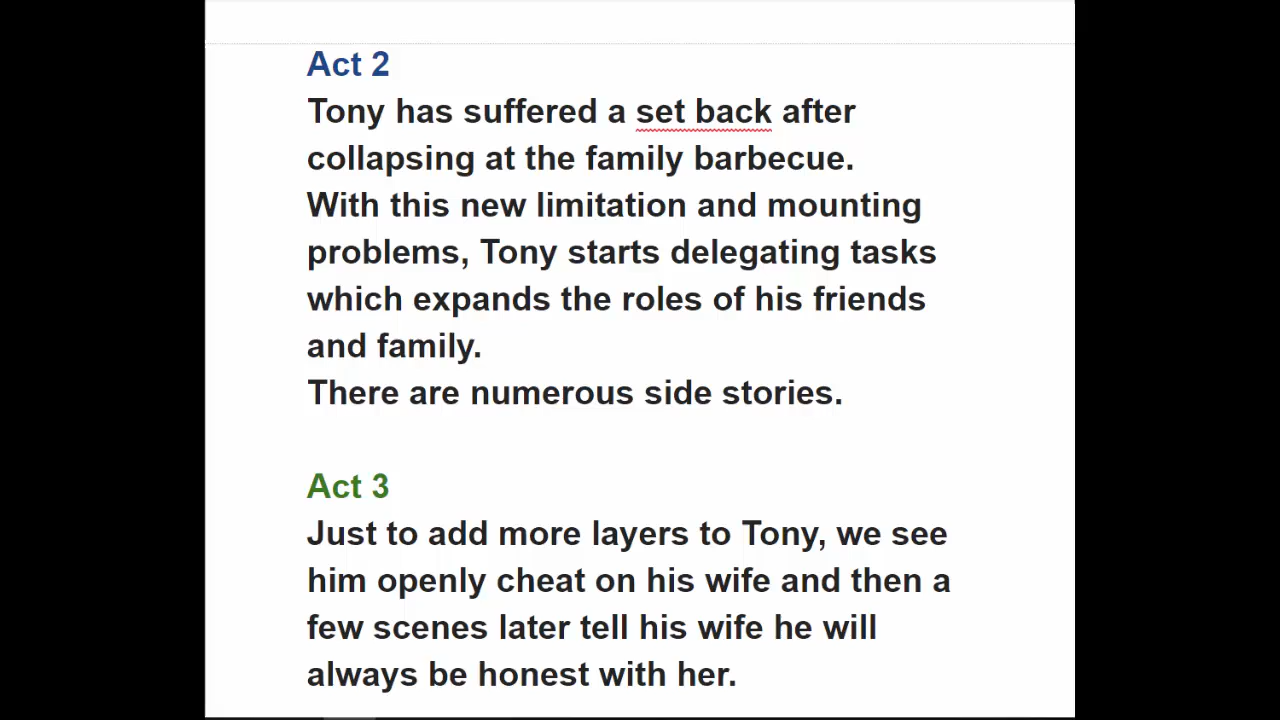 Act 2
Tony has suffered a set back after
collapsing at the family barbecue.
With this new limitation and mounting
problems, Tony starts delegating tasks
which expands the roles of his friends
and family.
There are numerous side stories.
Act 3
Just to add more layers to Tony, we see
him openly cheat on his wife and then a
few scenes later tell his wife he will
always be honest with her.